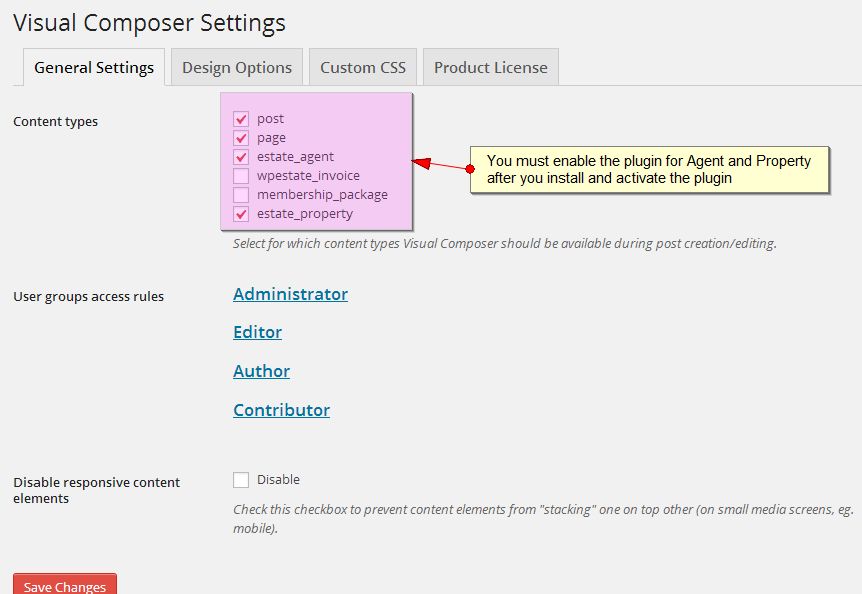 Visual Composer Settings
General Settings
Design Options
Custom CSS
Product License
Content types
post
page
estate_agent
wpestate_invoice
membership_package
estate_property
You must enable the plugin for Agent and Property
after you install and activate the plugin
Select for which content types Visual Composer should be available during post creation/editing.
User groups access rules
Administrator
Editor
Author
Contributor
Disable responsive content
elements
Disable
Check this checkbox to prevent content elements from "stacking" one on top other (on small media screens, eg.
mobile).
Save Changes